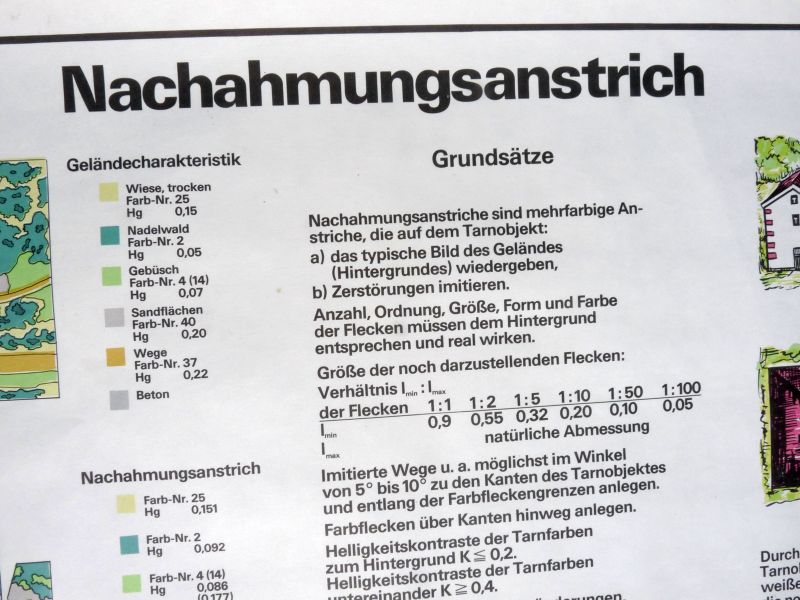 Nachahmungsanstrich
Geländecharakteristik
Wiese, trocken
Farb-Nr. 25
Hg 0,15
Nadelwald
Farb-Nr. 2
Hg 0,05
Gebüsch
Farb-Nr. 4 (14)
Hg 0,07
Sandflächen
Farb-Nr. 40
Hg 0,20
Wege
Farb-Nr. 37
Hg 0,22
Beton
Nachahmungsanstrich
Farb-Nr. 25
Hg 0,151
Farb-Nr. 2
Hg 0,092
Farb-Nr. 4 (14)
Hg 0,086
(0,177)
Grundsätze
Nachahmungsanstriche sind mehrfarbige An-
striche, die auf dem Tarnobjekt:
a) das typische Bild des Geländes
(Hintergrundes) wiedergeben,
b) Zerstörungen imitieren.
Anzahl, Ordnung, Größe, Form und Farbe
der Flecken müssen dem Hintergrund
entsprechen und real wirken.
Größe der noch darzustellenden Flecken:
Verhältnis lmin : lmax
der Flecken 1:1 1:2 1:5 1:10 1:50 1:100
lmin 0,9 0,55 0,32 0,20 0,10 0,05
lmax natürliche Abmessung
Imitierte Wege u. a. möglichst im Winkel
von 5° bis 10° zu den Kanten des Tarnobjektes
und entlang der Farbfleckengrenzen anlegen.
Farbflecken über Kanten hinweg anlegen.
Helligkeitskontraste der Tarnfarben
zum Hintergrund K ≦ 0,2.
Helligkeitskontraste der Tarnfarben
untereinander K ≧ 0,4.
Durch
Tarnol
weiße